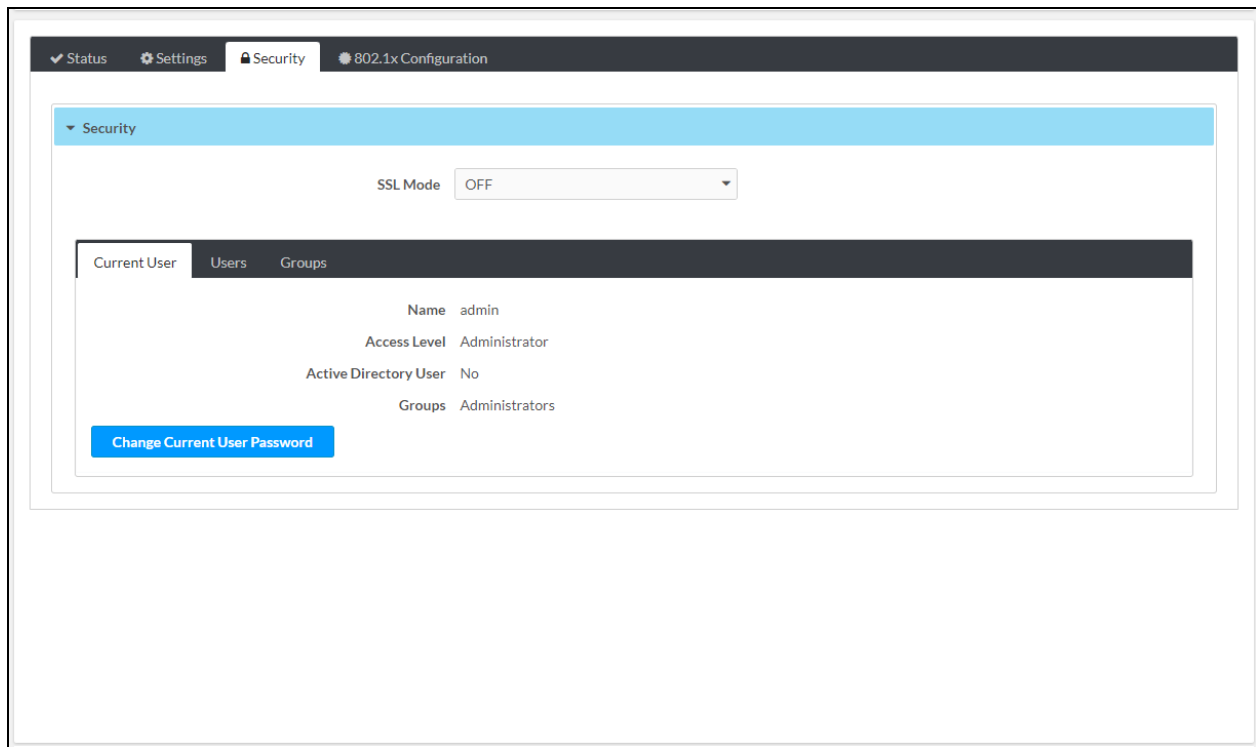 Status Settings Security 802.1x Configuration
Security
SSL Mode OFF
Current User Users Groups
Name admin
Access Level Administrator
Active Directory User No
Groups Administrators
Change Current User Password